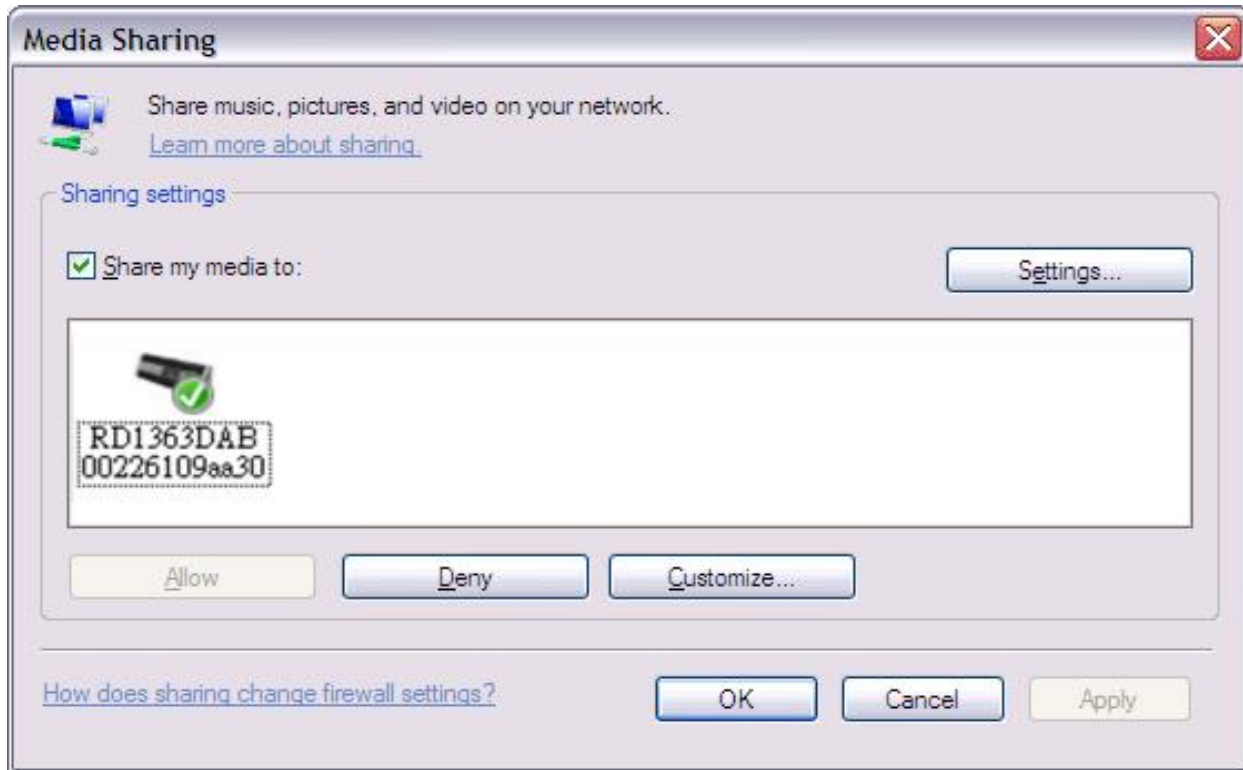 Media Sharing
Share music, pictures, and video on your network.
Learn more about sharing.
Sharing settings
Share my media to:
Settings...
RD1363DAB
00226109aa30
Allow
Deny
Customize...
How does sharing change firewall settings?
OK
Cancel
Apply